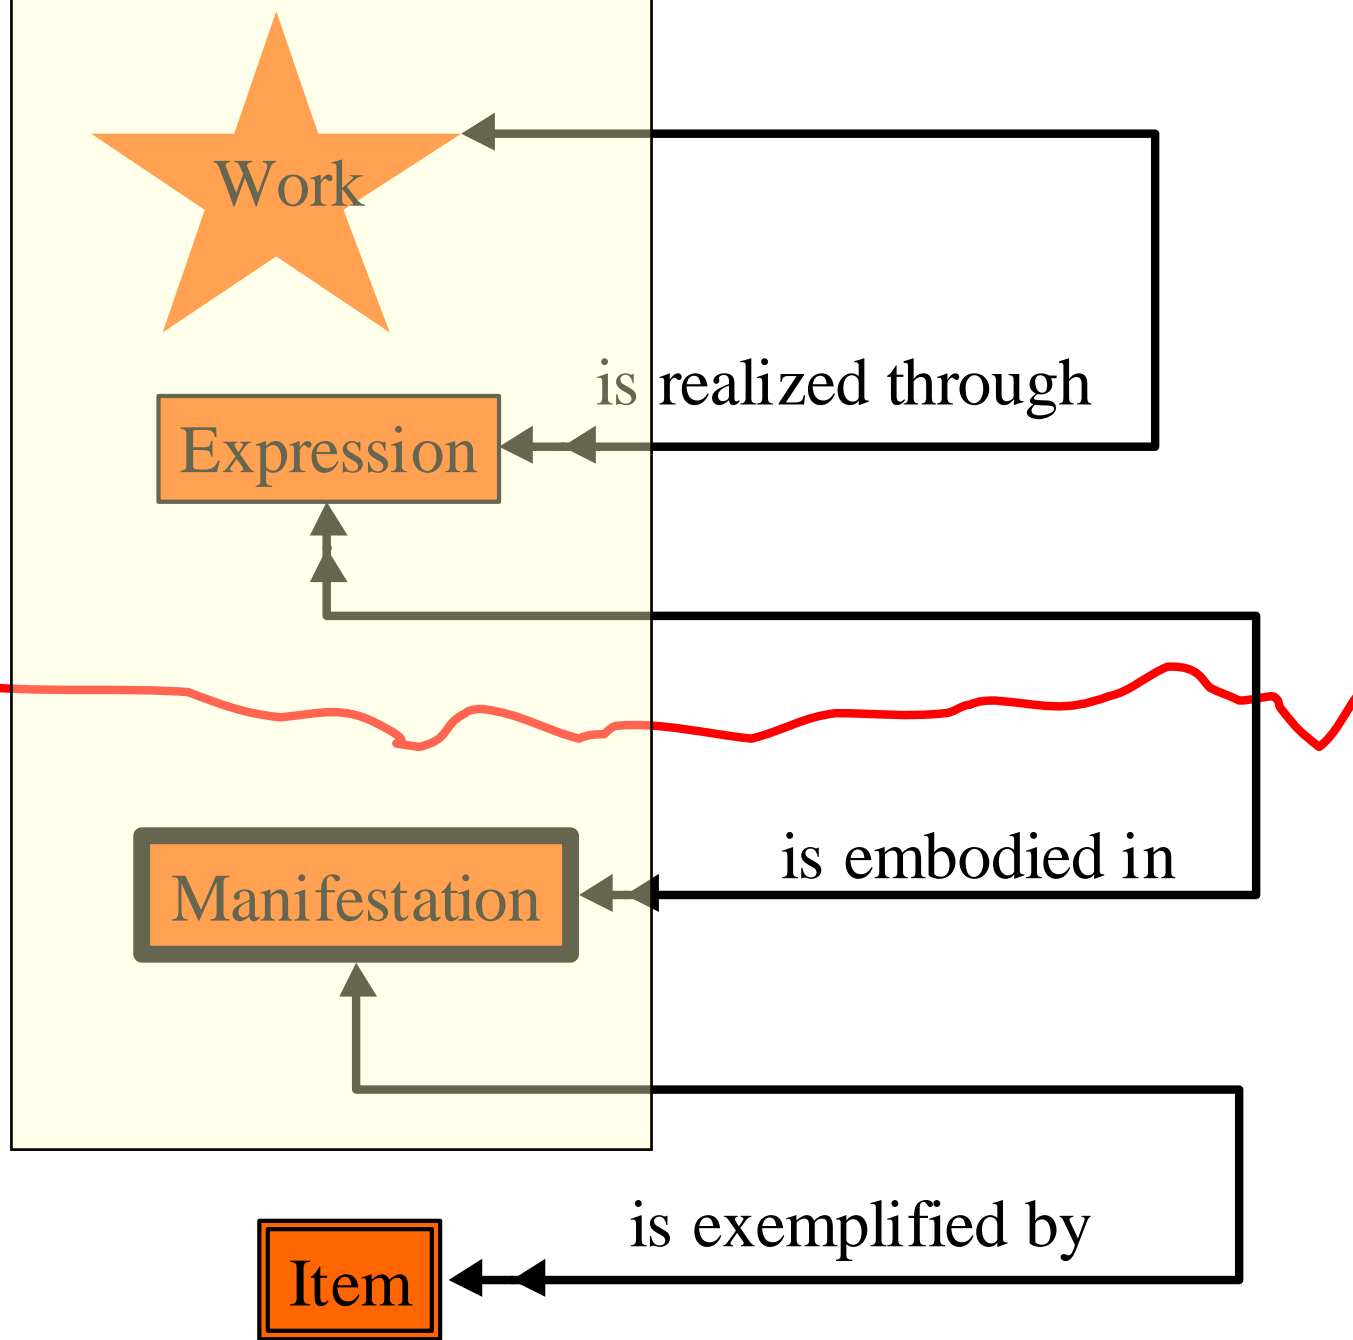 Work
is realized through
Expression
is embodied in
Manifestation
is exemplified by
Item